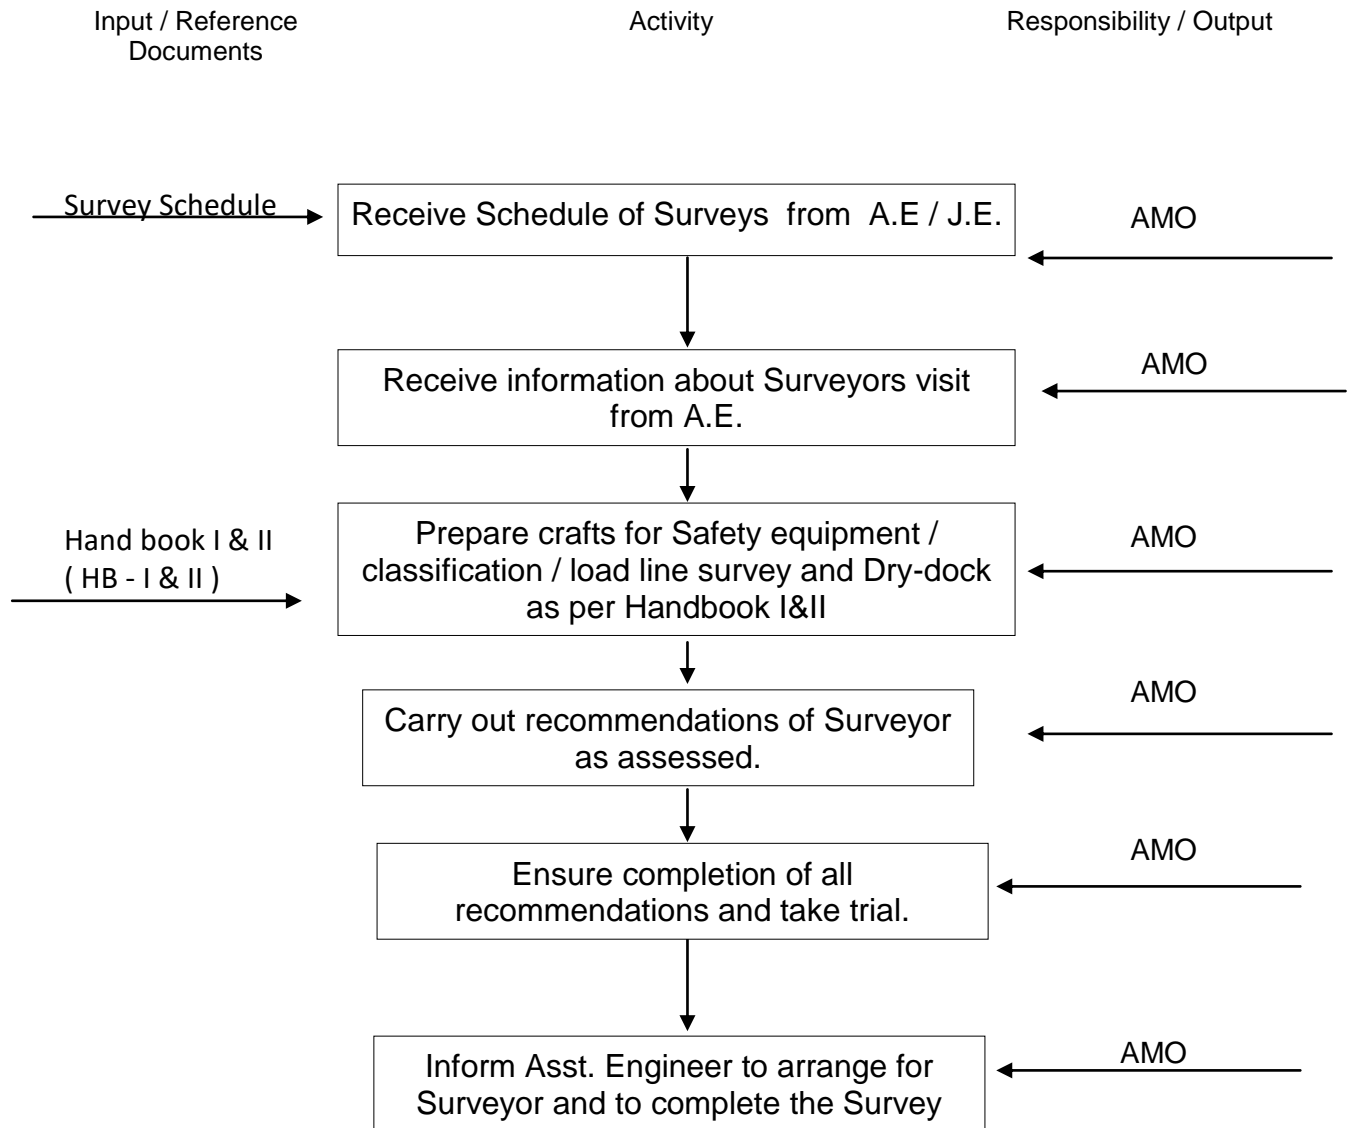 Input / Reference
Documents
Activity
Responsibility / Output
Survey Schedule
Receive Schedule of Surveys  from  A.E / J.E.
AMO
Receive information about Surveyors visit
from A.E.
AMO
Hand book I & II
( HB - I & II )
Prepare crafts for Safety equipment /
classification / load line survey and Dry-dock
as per Handbook I&II
AMO
Carry out recommendations of Surveyor
as assessed.
AMO
Ensure completion of all
recommendations and take trial.
AMO
Inform Asst. Engineer to arrange for
Surveyor and to complete the Survey
AMO